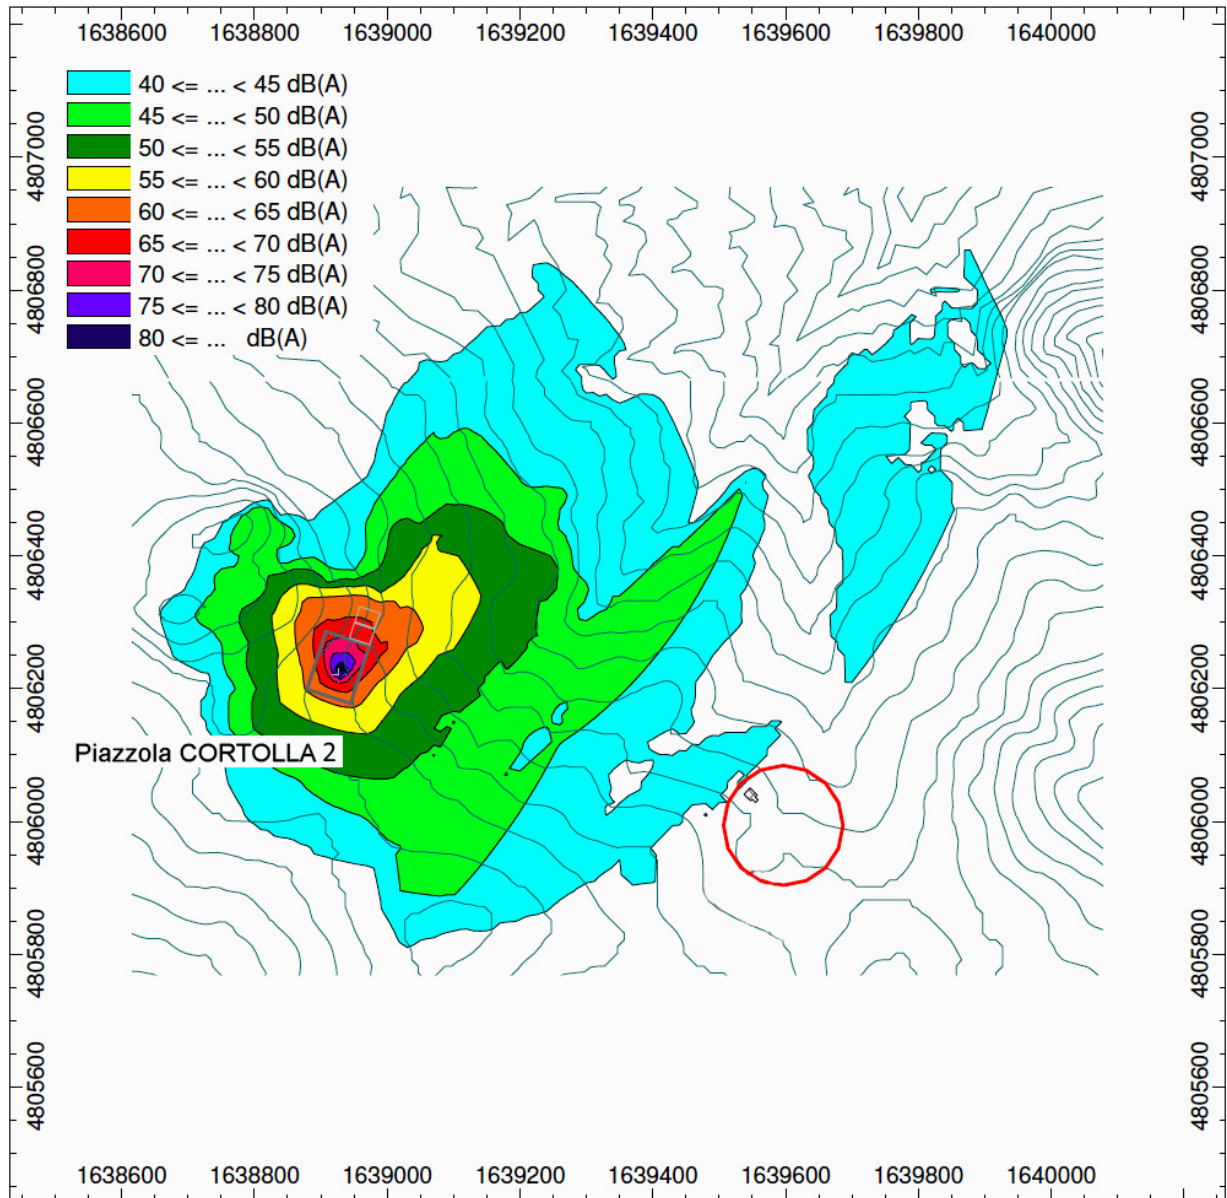 1638600 1638800 1639000 1639200 1639400 1639600 1639800 1640000
40 <= ... < 45 dB(A)
45 <= ... < 50 dB(A)
50 <= ... < 55 dB(A)
55 <= ... < 60 dB(A)
60 <= ... < 65 dB(A)
65 <= ... < 70 dB(A)
70 <= ... < 75 dB(A)
75 <= ... < 80 dB(A)
80 <= ... dB(A)
4807000
4806800
4806600
4806400
4806200
4806000
4805800
4805600
Piazzola CORTOLLA 2
4807000
4806800
4806600
4806400
4806200
4806000
4805800
4805600
1638600 1638800 1639000 1639200 1639400 1639600 1639800 1640000